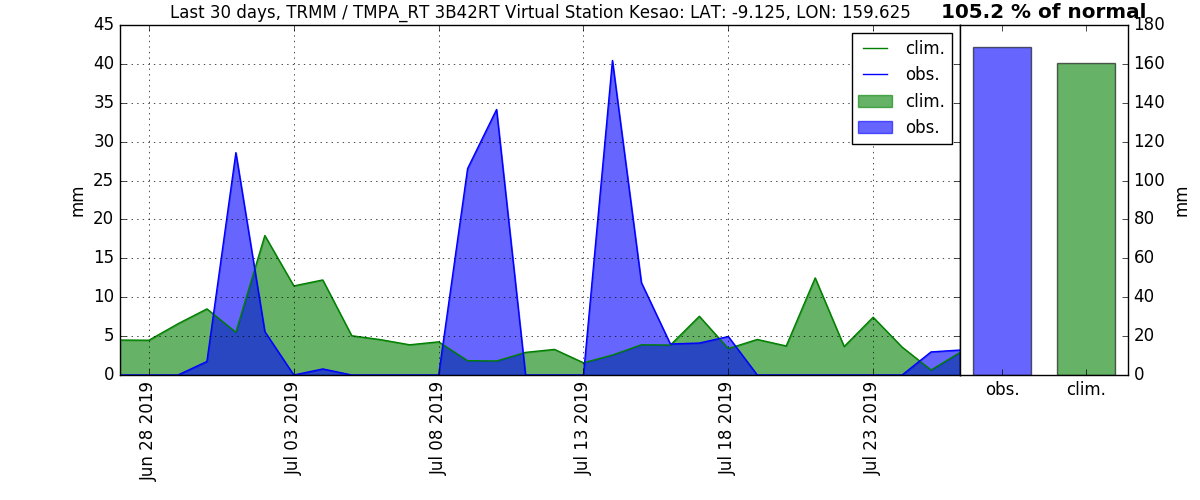 Last 30 days, TRMM / TMPA_RT 3B42RT Virtual Station Kesao: LAT: -9.125, LON: 159.625
105.2 % of normal
45
40
35
30
25
20
15
10
5
0
mm
clim.
obs.
clim.
obs.
180
160
140
120
100
80
60
40
20
0
mm
obs.
clim.
Jun 28 2019
Jul 03 2019
Jul 08 2019
Jul 13 2019
Jul 18 2019
Jul 23 2019